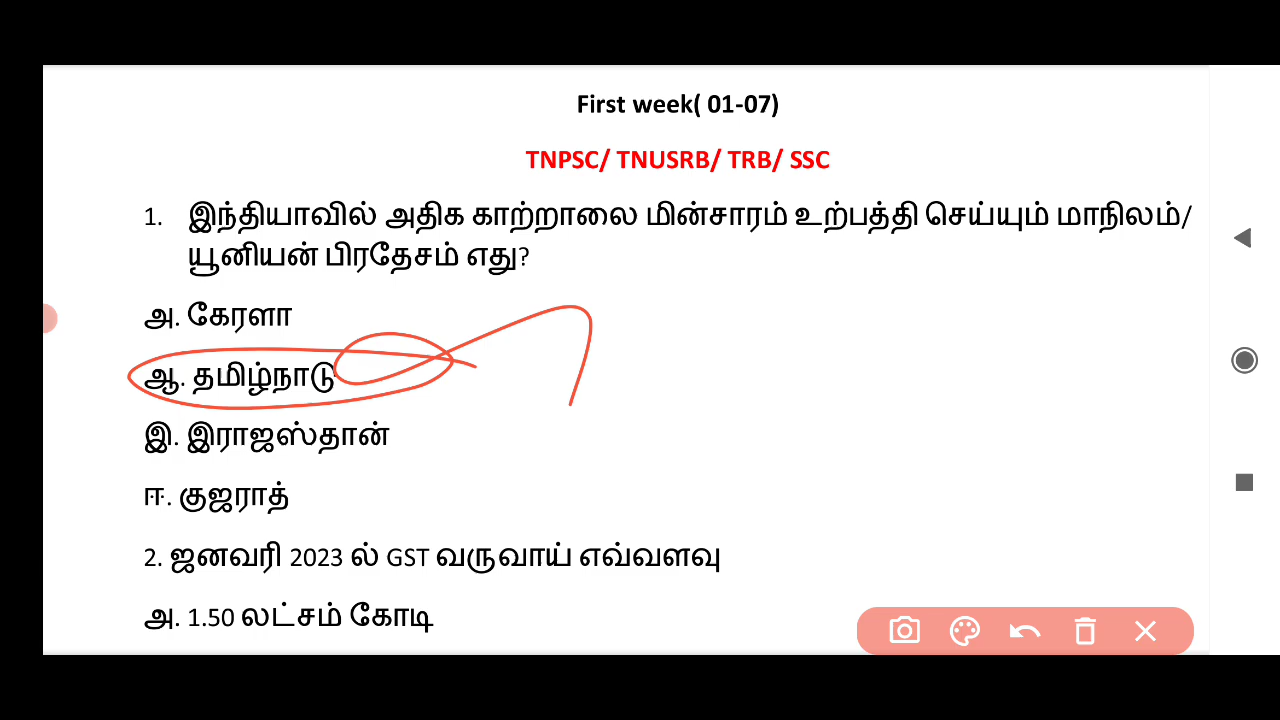 First week( 01-07)
TNPSC/ TNUSRB/ TRB/ SSC
1. இந்தியாவில் அதிக காற்றாலை மின்சாரம் உற்பத்தி செய்யும் மாநிலம்/
யூனியன் பிரதேசம் எது?
அ. கேரளா
ஆ. தமிழ்நாடு
இ. இராஜஸ்தான்
ஈ. குஜராத்
2. ஜனவரி 2023 ல் GST வருவாய் எவ்வளவு
அ. 1.50 லட்சம் கோடி